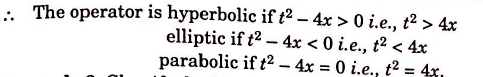 ∴ The operator is hyperbolic if t² – 4x > 0 i.e., t² > 4x
elliptic if t² – 4x < 0 i.e., t² < 4x
parabolic if t² – 4x = 0 i.e., t² = 4x.